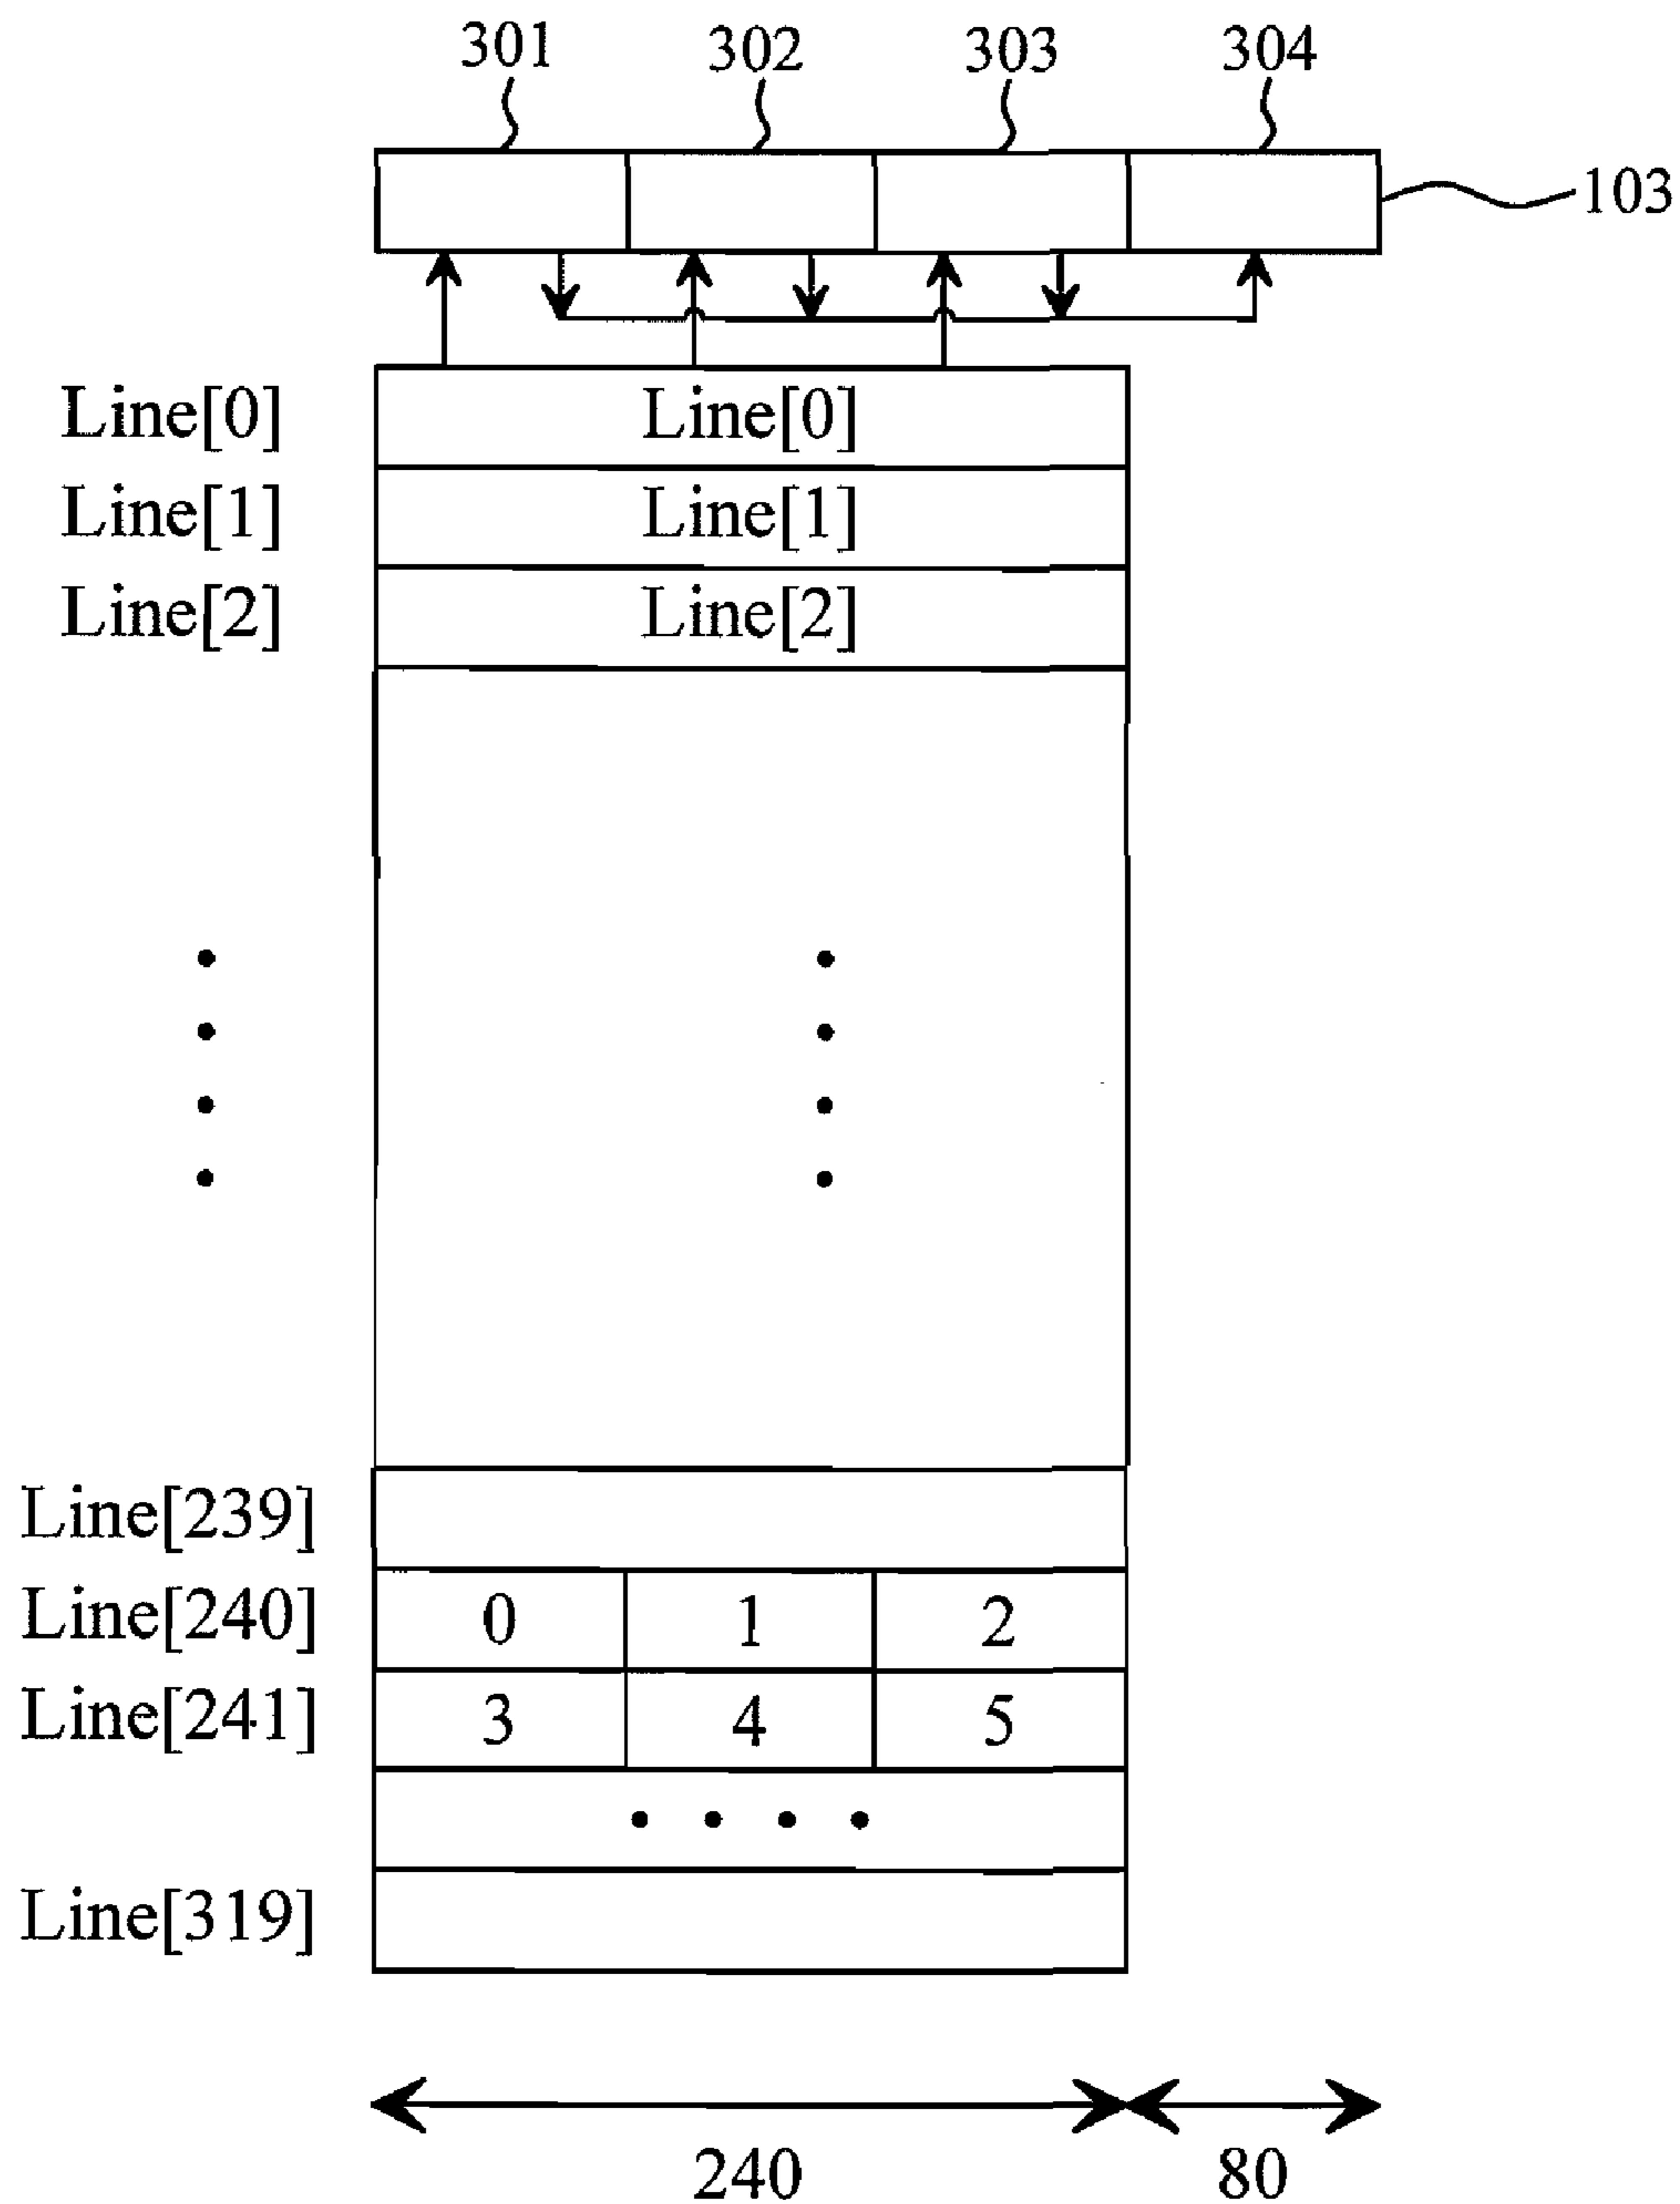 301 302 303 304
103
Line[0] Line[0]
Line[1] Line[1]
Line[2] Line[2]
Line[239]
Line[240] 0 1 2
Line[241] 3 4 5
Line[319]
240 80